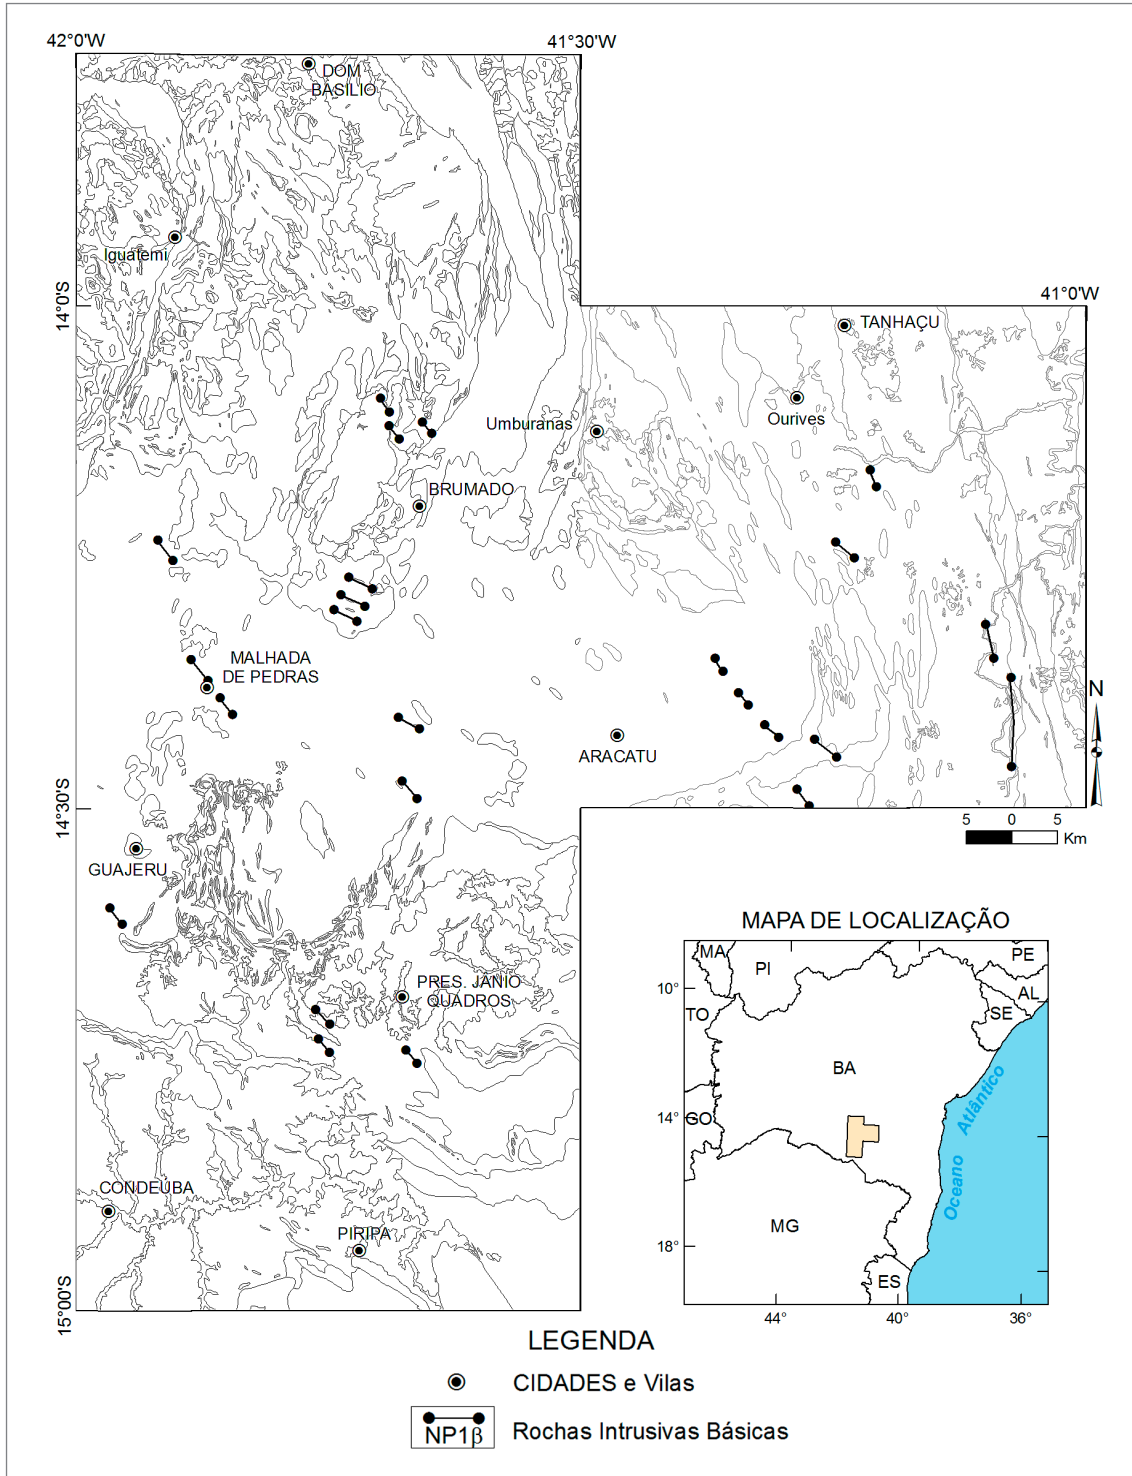 42°0'W
41°30'W
DOM
BASILIO
Iguatemi
14°0'S
41°0'W
TANHAÇU
Ourives
Umburanas
BRUMADO
MALHADA
DE PEDRAS
ARACATU
N
14°30'S
5 0 5
Km
GUAJERU
PRES. JANIO
QUADROS
CONDEUBA
PIRIPA
15°00'S
MAPA DE LOCALIZAÇÃO
MA
PI
PE
10°
AL
TO
SE
BA
14°
GO
Oceano Atlântico
MG
18°
ES
44°
40°
36°
LEGENDA
CIDADES e Vilas
NP1β
Rochas Intrusivas Básicas